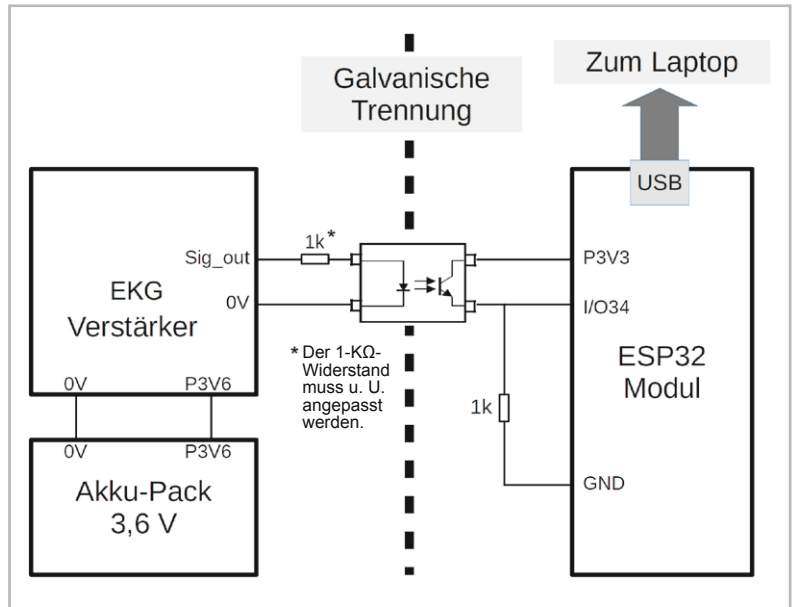 Galvanische
Trennung
Zum Laptop
USB
Sig_out
1k*
P3V3
0V
I/O34
EKG
Verstärker
* Der 1-KΩ-
Widerstand
muss u. U.
angepasst
werden.
1k
ESP32
Modul
0V P3V6
0V P3V6
GND
Akku-Pack
3,6 V